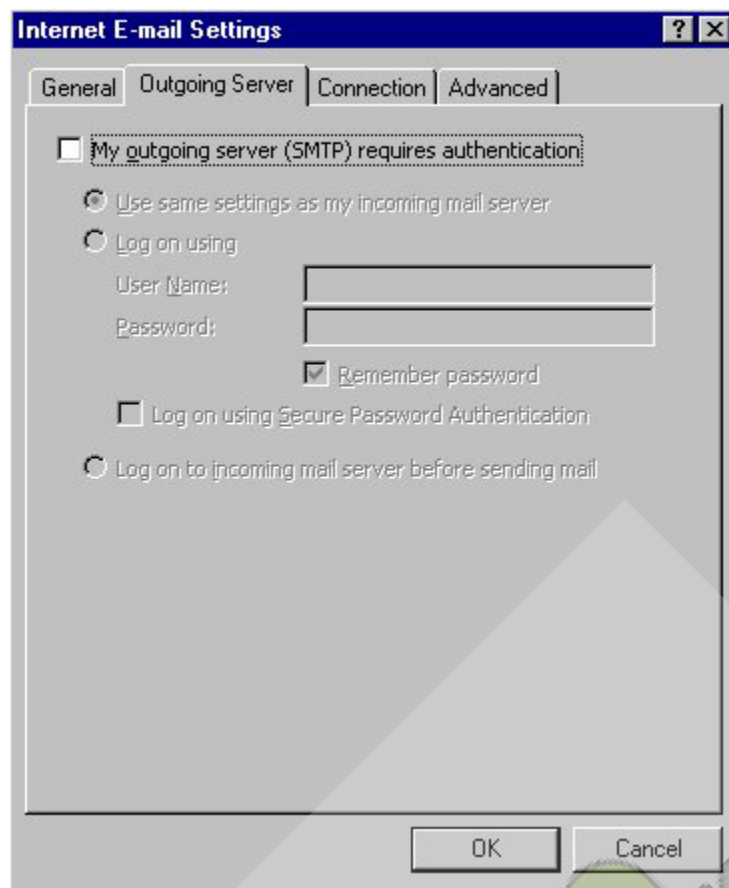 Internet E-mail Settings
General Outgoing Server Connection Advanced
My outgoing server (SMTP) requires authentication
Use same settings as my incoming mail server
Log on using
User Name:
Password:
Remember password
Log on using Secure Password Authentication
Log on to incoming mail server before sending mail
OK Cancel